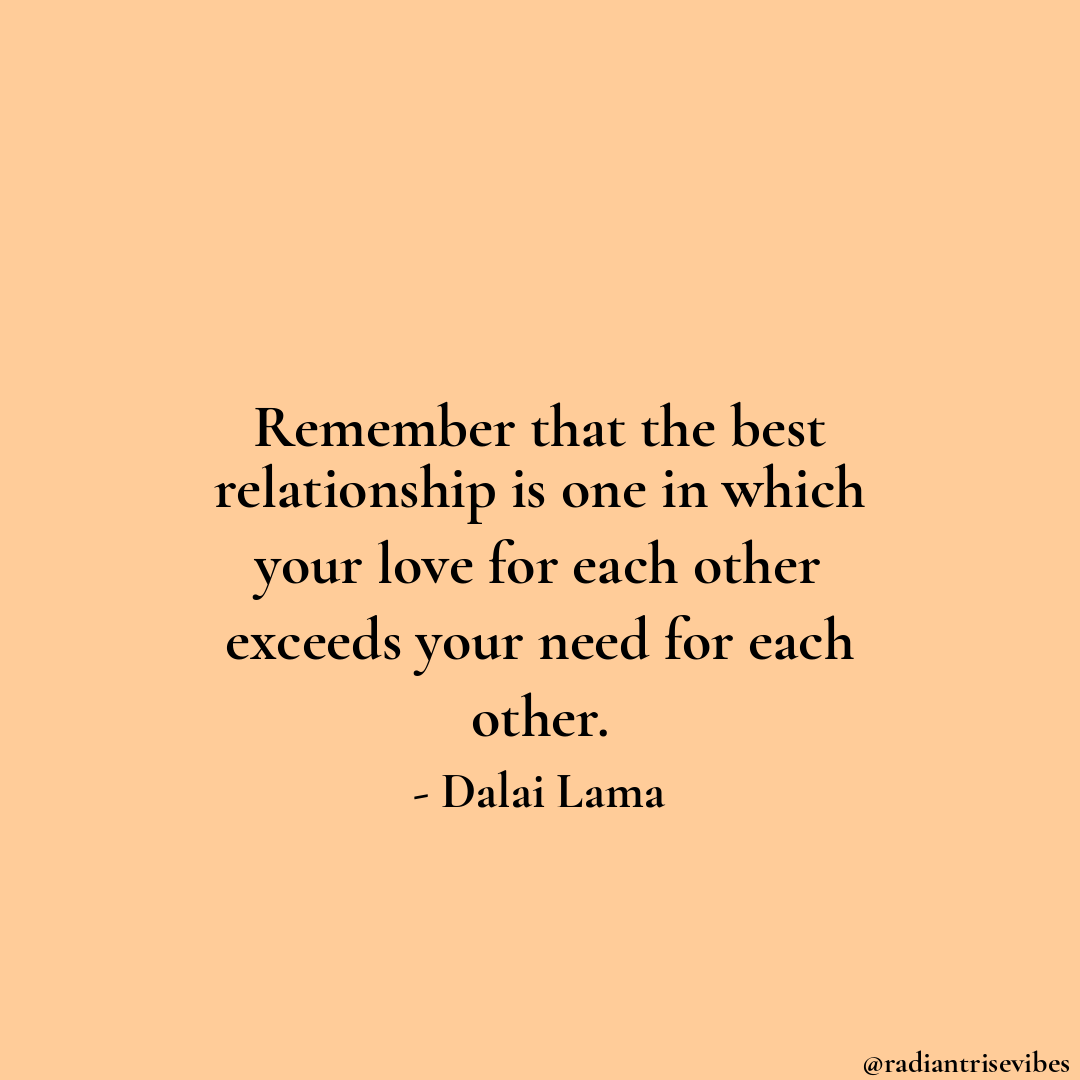 Remember that the best
relationship is one in which
your love for each other
exceeds your need for each
other.
- Dalai Lama
@radiantrisevibes